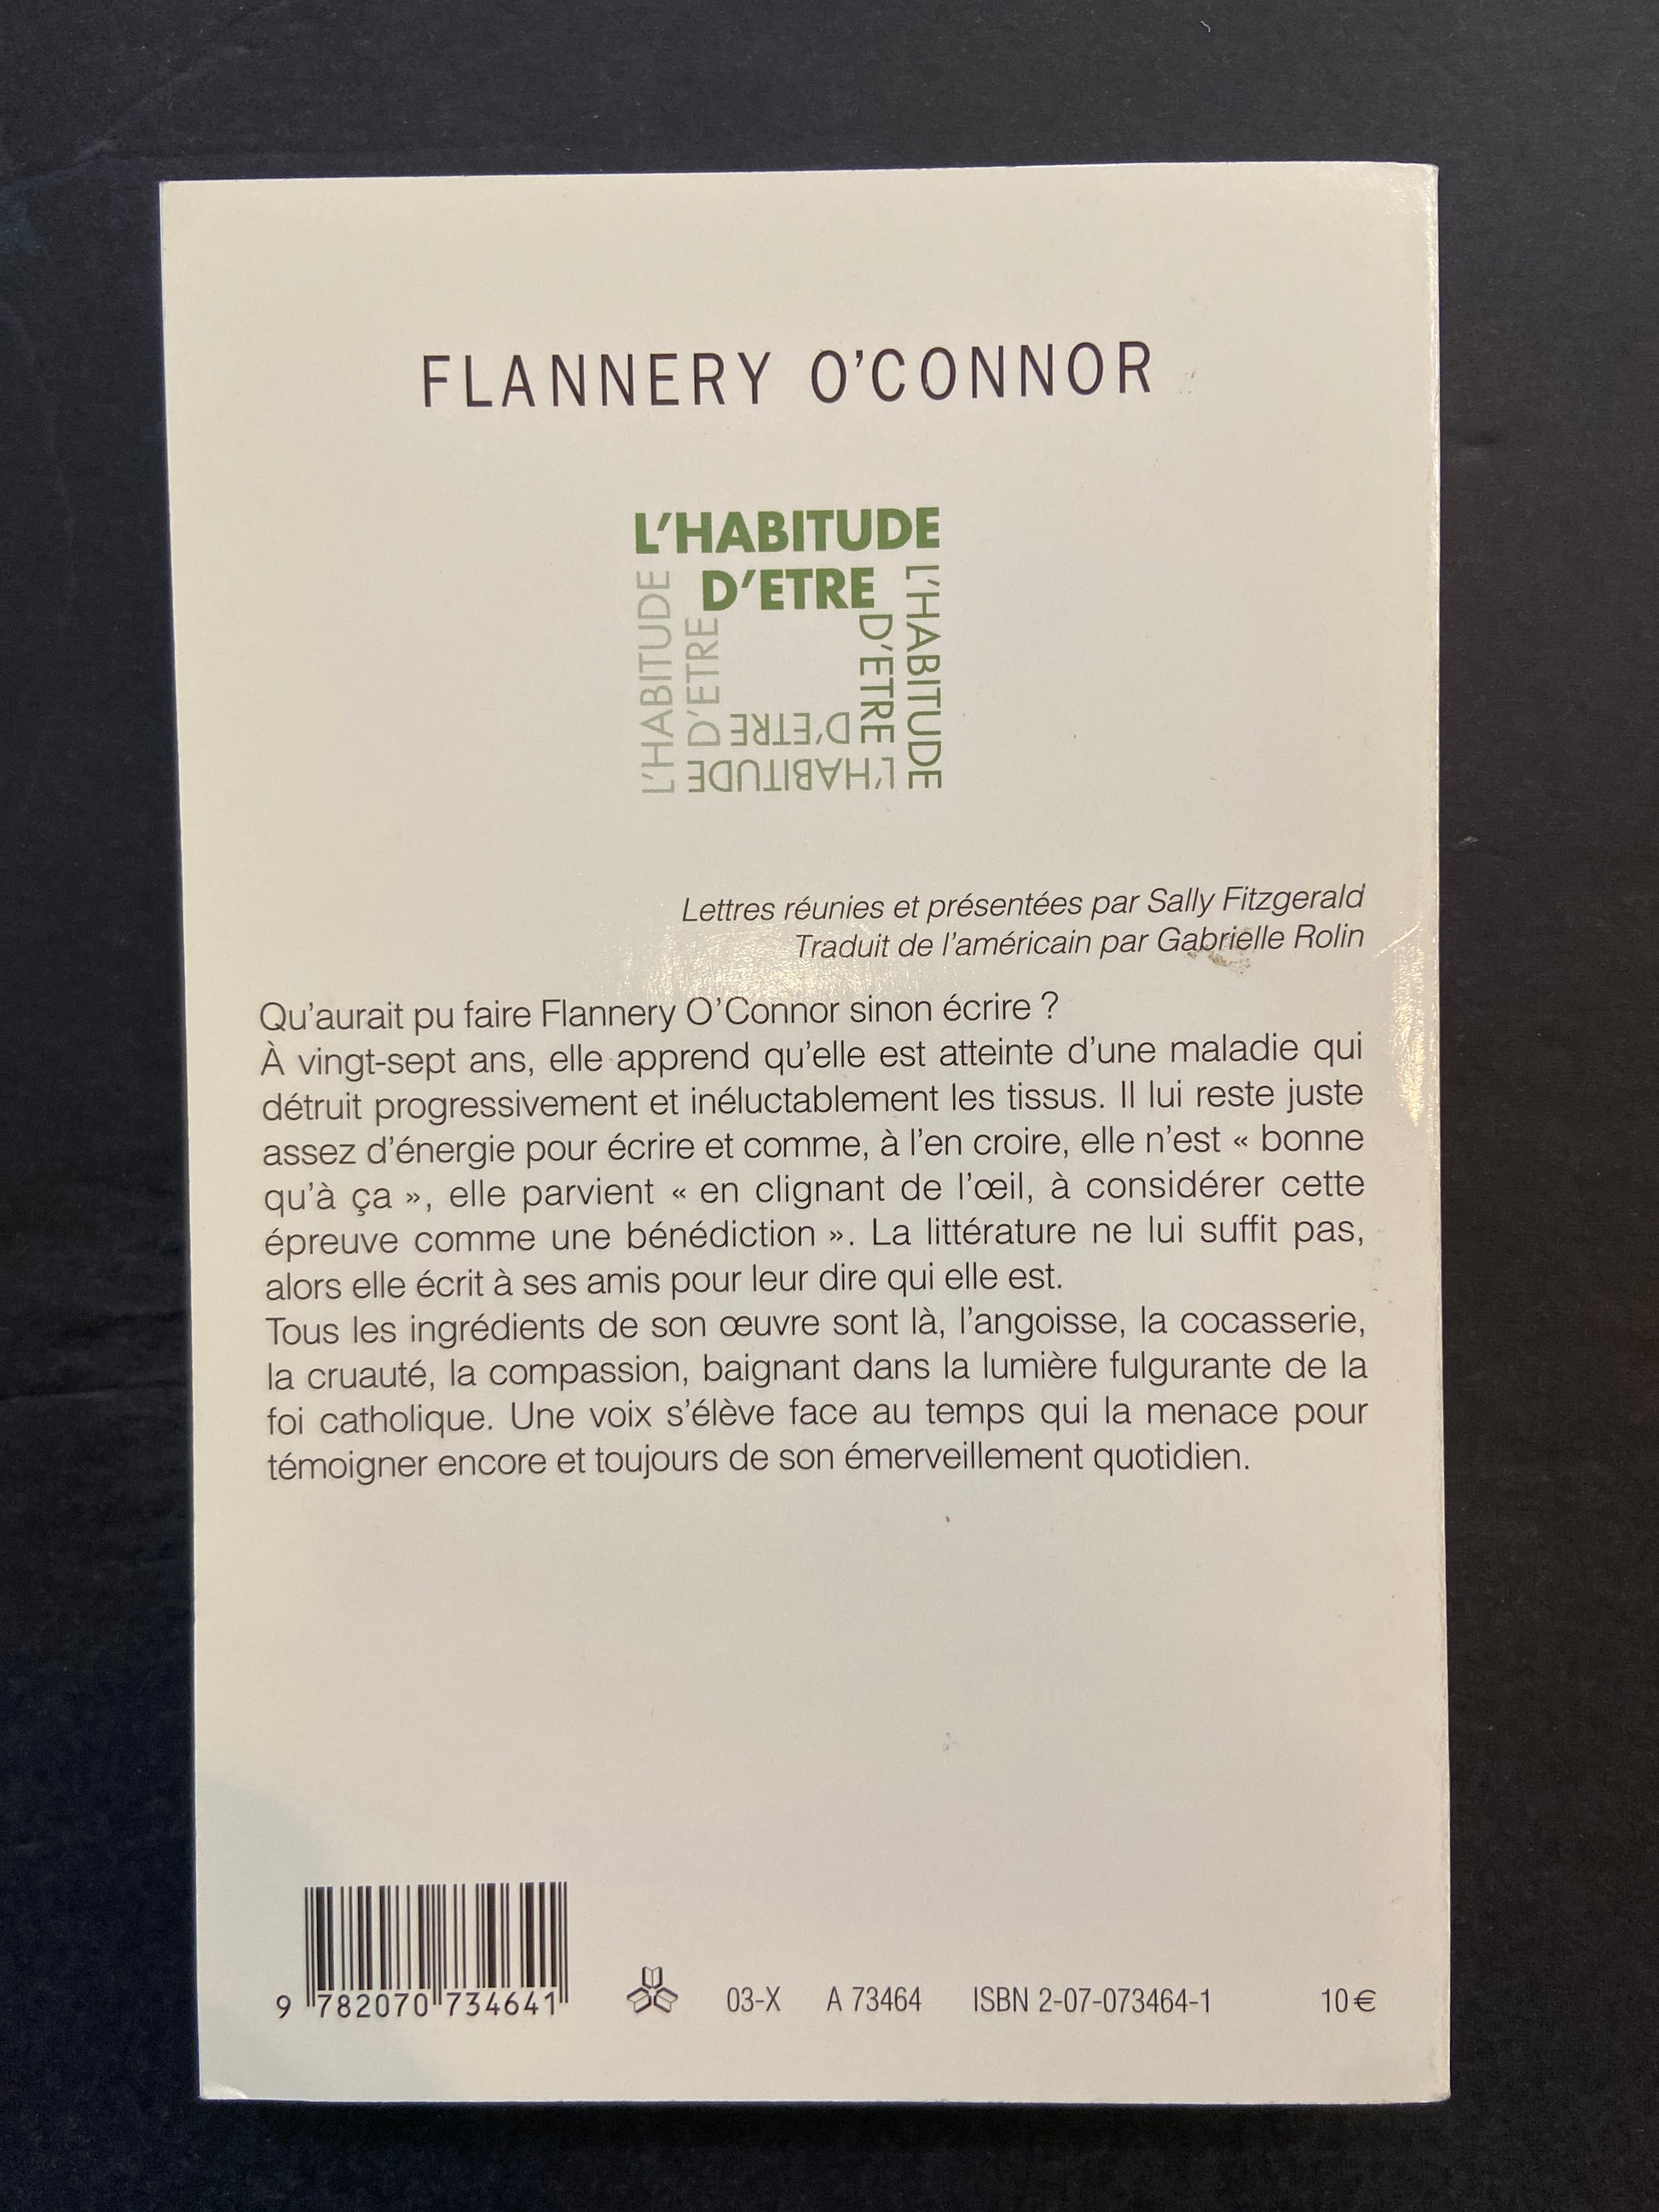 FLANNERY O'CONNOR
L'HABITUDE
D'ETRE
L'HABITUDE
D'ETRE
L'HABITUDE
D'ETRE
L'HABITUDE
D'ETRE
Lettres réunies et présentées par Sally Fitzgerald
Traduit de l'américain par Gabrielle Rolin
Qu'aurait pu faire Flannery O'Connor sinon écrire ?
À vingt-sept ans, elle apprend qu'elle est atteinte d'une maladie qui
détruit progressivement et inéluctablement les tissus. Il lui reste juste
assez d'énergie pour écrire et comme, à l'en croire, elle n'est « bonne
qu'à ça », elle parvient « en clignant de l'œil, à considérer cette
épreuve comme une bénédiction ». La littérature ne lui suffit pas,
alors elle écrit à ses amis pour leur dire qui elle est.
Tous les ingrédients de son œuvre sont là, l'angoisse, la cocasserie,
la cruauté, la compassion, baignant dans la lumière fulgurante de la
foi catholique. Une voix s'élève face au temps qui la menace pour
témoigner encore et toujours de son émerveillement quotidien.
9 782070 734641
03-X A 73464 ISBN 2-07-073464-1 10 €